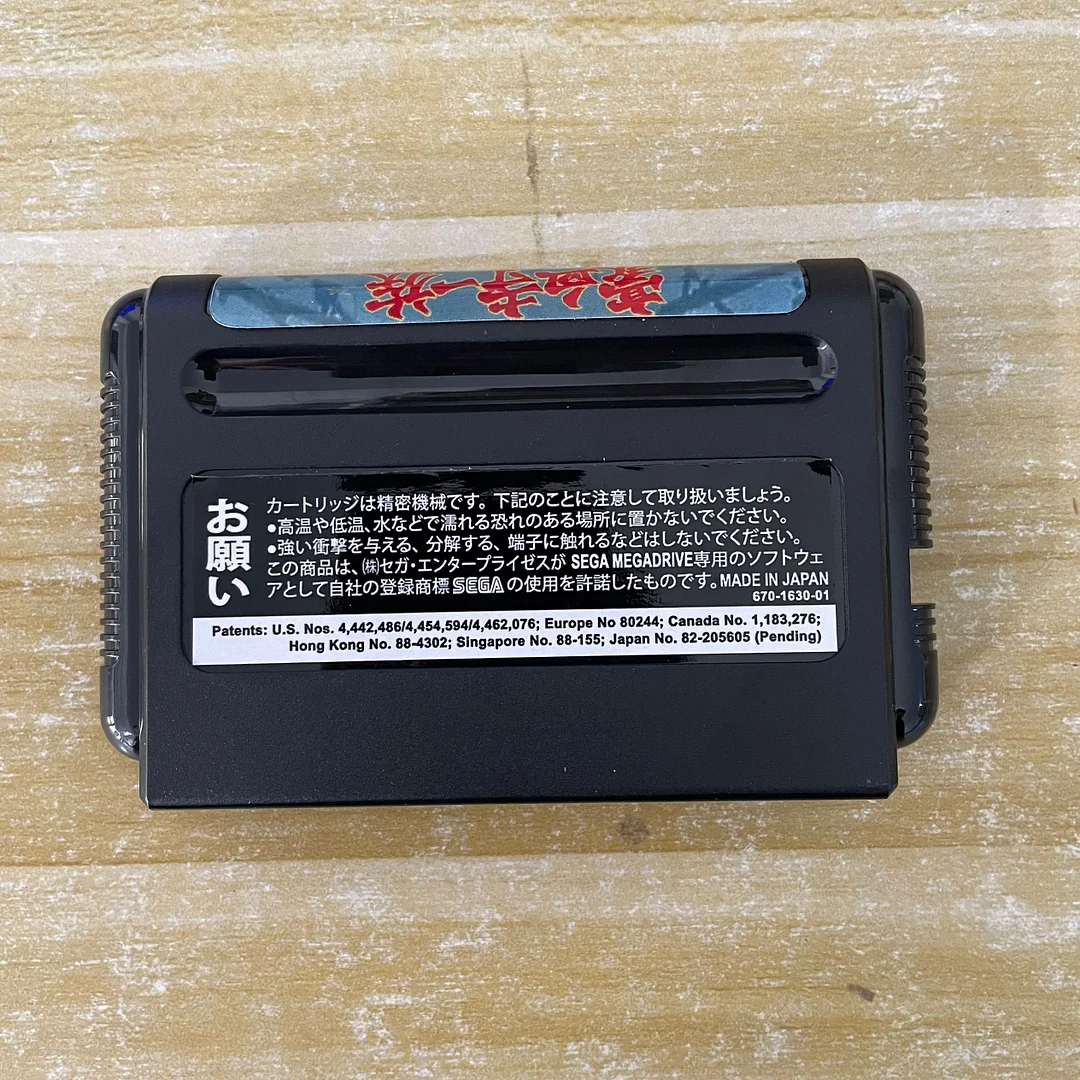 豪血寺一族
お願い
カートリッジは精密機械です。下記のことに注意して取り扱いましょう。
●高温や低温、水などで濡れる恐れのある場所に置かないでください。
●強い衝撃を与える、分解する、端子に触れるなどはしないでください。
この商品は、㈱セガ・エンタープライゼスが SEGA MEGADRIVE専用のソフトウェ
アとして自社の登録商標 SEGA の使用を許諾したものです。MADE IN JAPAN
670-1630-01
Patents: U.S. Nos. 4,442,486/4,454,594/4,462,076; Europe No 80244; Canada No. 1,183,276;
Hong Kong No. 88-4302; Singapore No. 88-155; Japan No. 82-205605 (Pending)